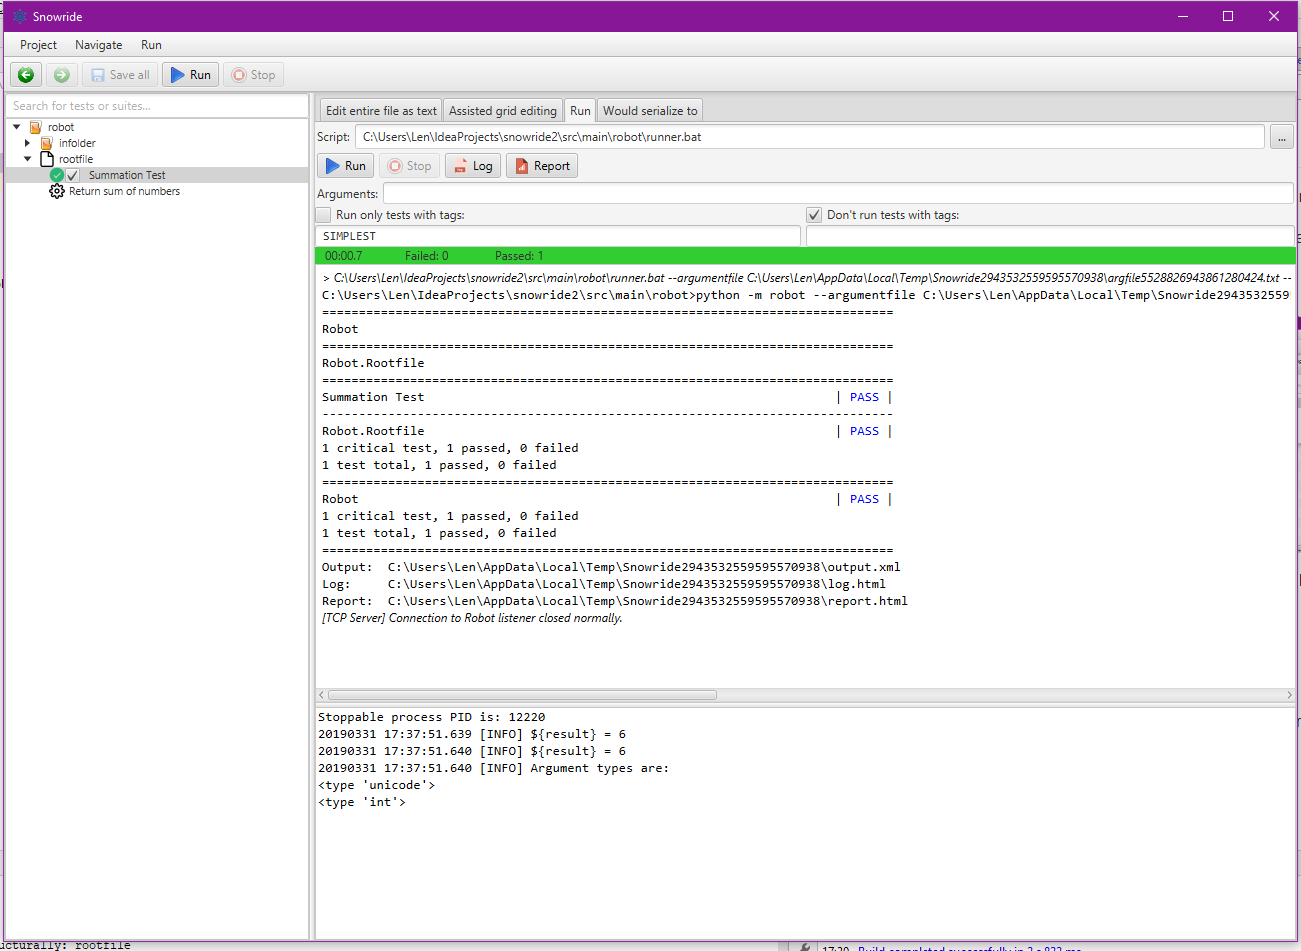 Snowride
Project Navigate Run
Save all Run Stop
Search for tests or suites...
robot
infolder
rootfile
Summation Test
Return sum of numbers
Edit entire file as text Assisted grid editing Run Would serialize to
Script: C:\Users\Len\IdeaProjects\snowride2\src\main\robot\runner.bat ...
Run Stop Log Report
Arguments:
Run only tests with tags: Don't run tests with tags:
SIMPLEST
00:00.7 Failed: 0 Passed: 1
> C:\Users\Len\IdeaProjects\snowride2\src\main\robot\runner.bat --argumentfile C:\Users\Len\AppData\Local\Temp\Snowride2943532559595570938\argfile5528826943861280424.txt --
C:\Users\Len\IdeaProjects\snowride2\src\main\robot>python -m robot --argumentfile C:\Users\Len\AppData\Local\Temp\Snowride2943532559
==============================================================================
Robot
==============================================================================
Robot.Rootfile
==============================================================================
Summation Test | PASS |
------------------------------------------------------------------------------
Robot.Rootfile | PASS |
1 critical test, 1 passed, 0 failed
1 test total, 1 passed, 0 failed
==============================================================================
Robot | PASS |
1 critical test, 1 passed, 0 failed
1 test total, 1 passed, 0 failed
==============================================================================
Output: C:\Users\Len\AppData\Local\Temp\Snowride2943532559595570938\output.xml
Log: C:\Users\Len\AppData\Local\Temp\Snowride2943532559595570938\log.html
Report: C:\Users\Len\AppData\Local\Temp\Snowride2943532559595570938\report.html
[TCP Server] Connection to Robot listener closed normally.
Stoppable process PID is: 12220
20190331 17:37:51.639 [INFO] ${result} = 6
20190331 17:37:51.640 [INFO] ${result} = 6
20190331 17:37:51.640 [INFO] Argument types are:
<type 'unicode'>
<type 'int'>
ucturally: rootfile